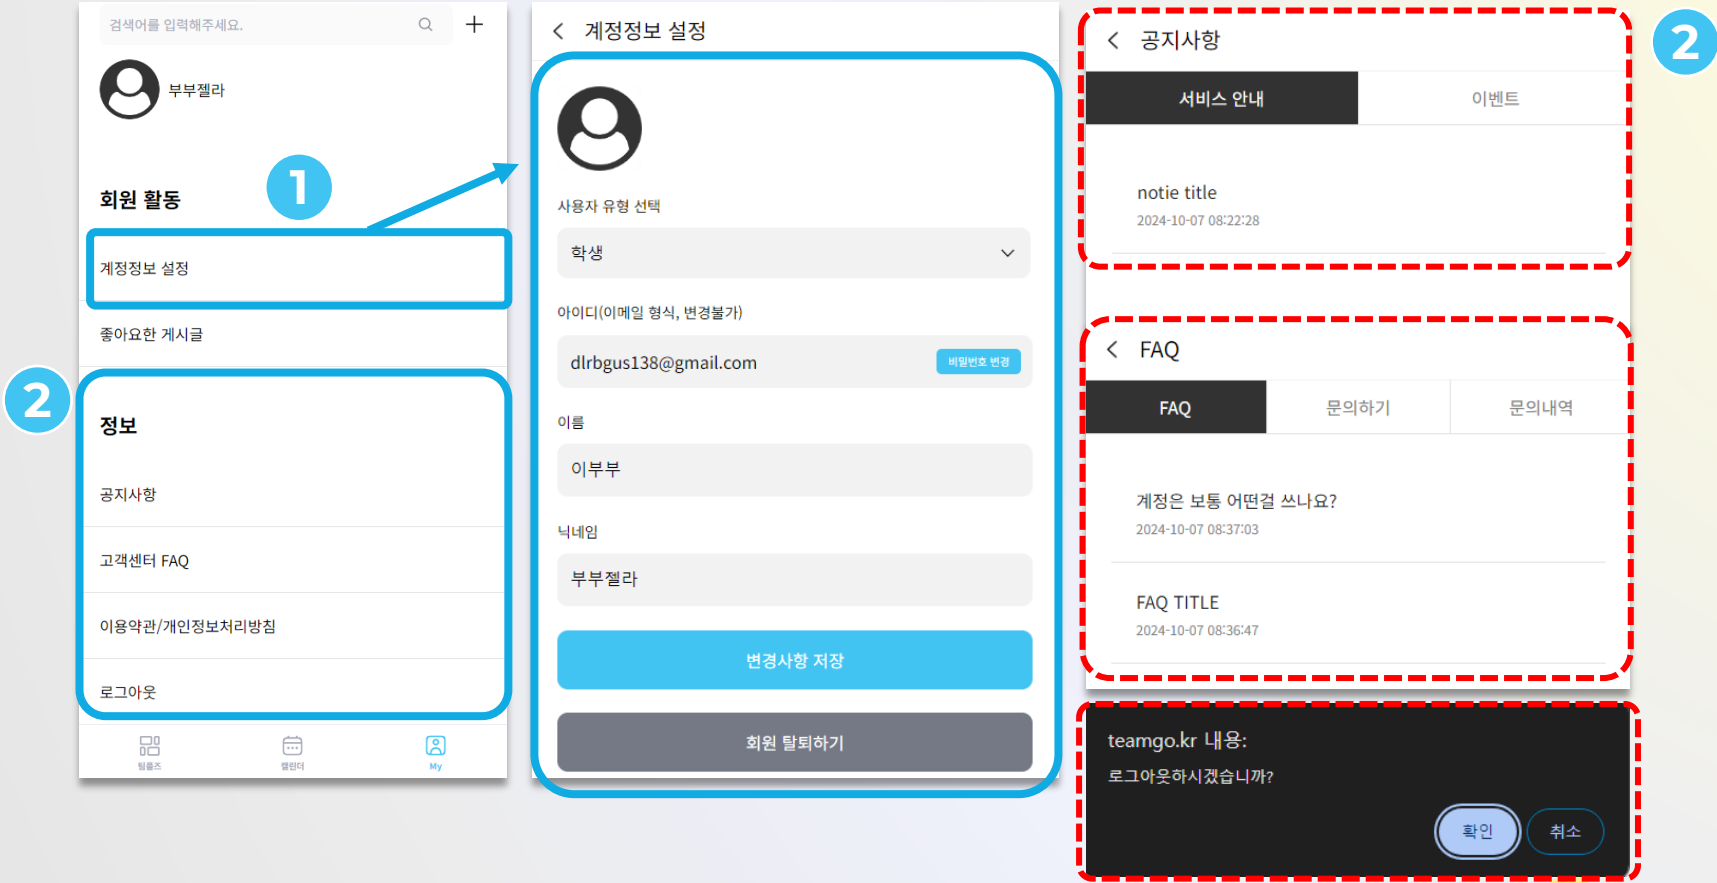 검색어를 입력해주세요.
부부젤라
1
회원 활동
계정정보 설정
좋아요한 게시글
2
정보
공지사항
고객센터 FAQ
이용약관/개인정보처리방침
로그아웃
팀플즈
캘린더
My
계정정보 설정
사용자 유형 선택
학생
아이디(이메일 형식, 변경불가)
dlrbgus138@gmail.com
비밀번호 변경
이름
이부부
닉네임
부부젤라
변경사항 저장
회원 탈퇴하기
2
공지사항
서비스 안내
이벤트
notie title
2024-10-07 08:22:28
FAQ
FAQ
문의하기
문의내역
계정은 보통 어떤걸 쓰나요?
2024-10-07 08:37:03
FAQ TITLE
2024-10-07 08:36:47
teamgo.kr 내용:
로그아웃하시겠습니까?
확인
취소